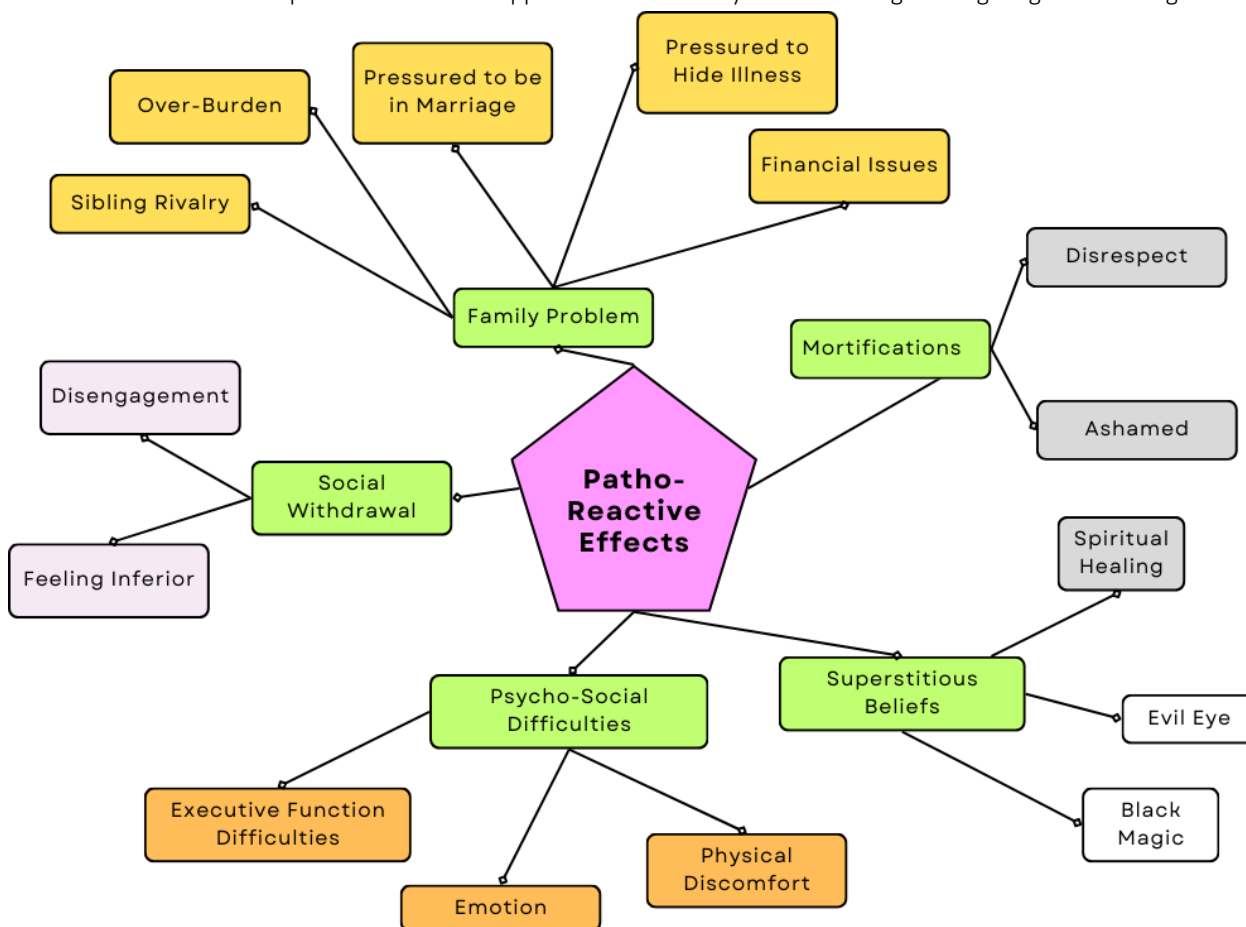 Pressured to
Hide Illness
Pressured to be
in Marriage
Over-Burden
Financial Issues
Sibling Rivalry
Disrespect
Family Problem
Mortifications
Disengagement
Ashamed
Social
Withdrawal
Patho-
Reactive
Effects
Spiritual
Healing
Feeling Inferior
Superstitious
Beliefs
Psycho-Social
Difficulties
Evil Eye
Executive Function
Difficulties
Black
Magic
Physical
Discomfort
Emotion